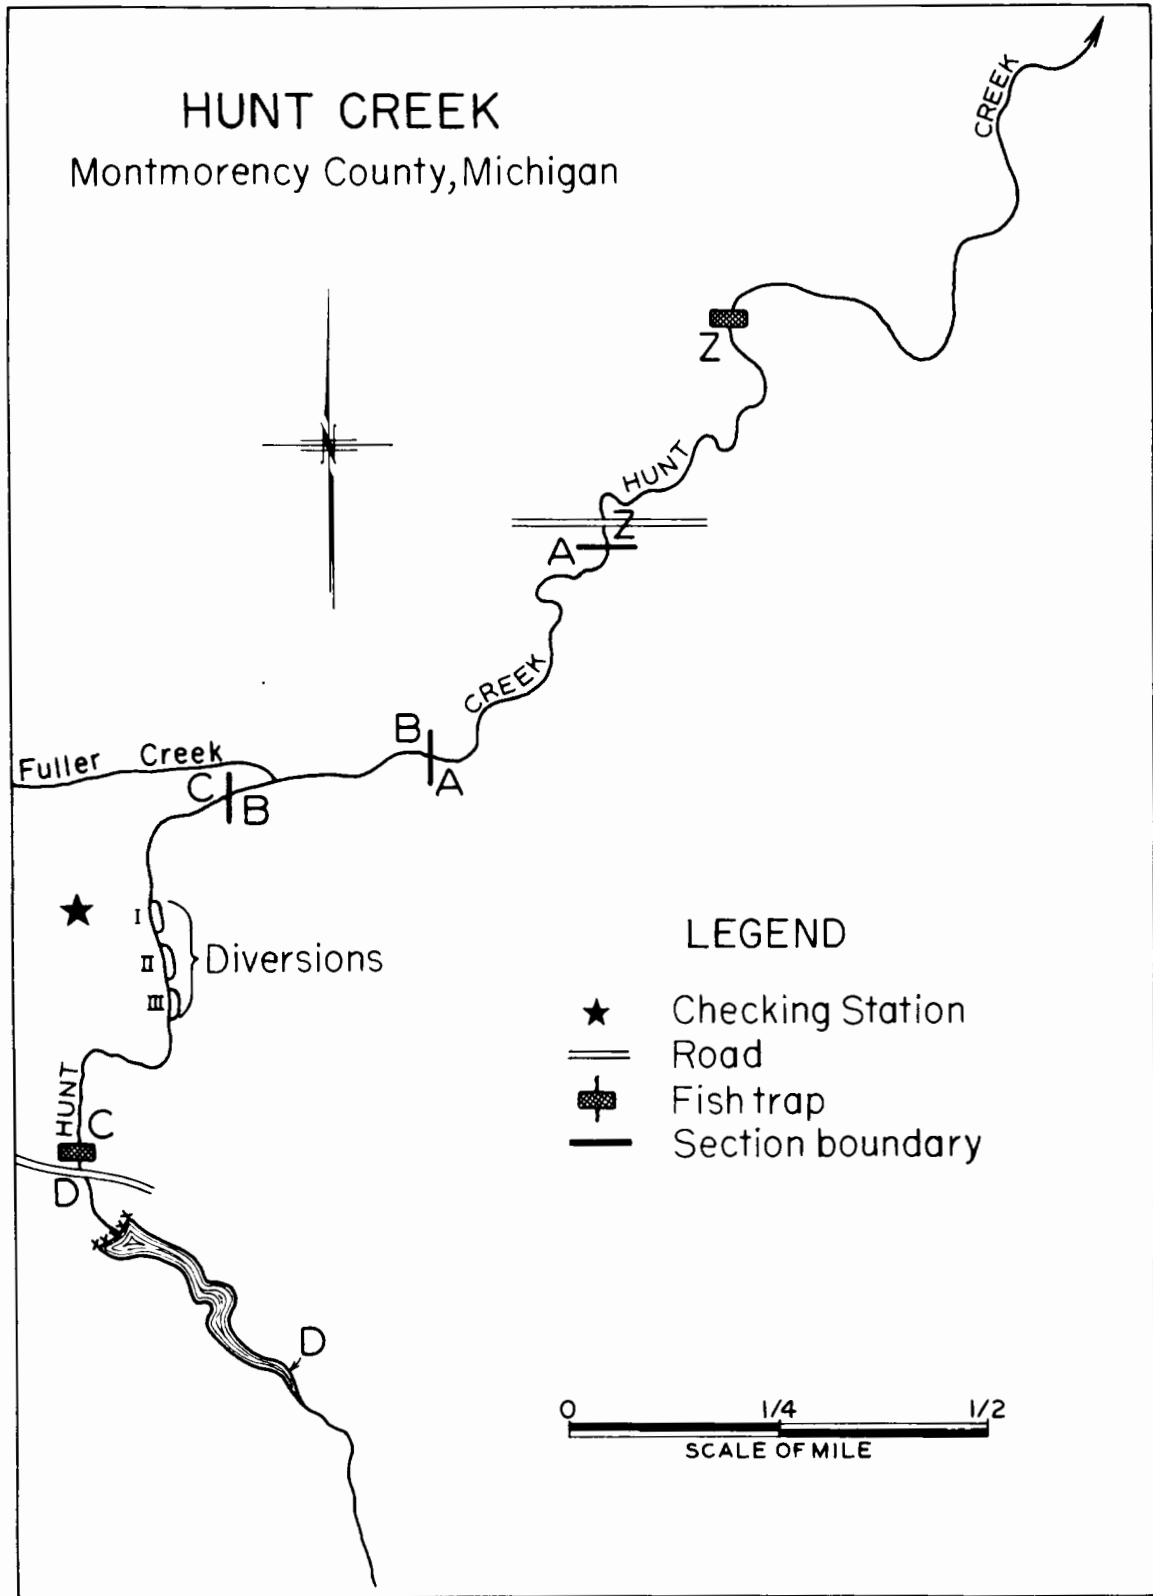 HUNT CREEK
Montmorency County, Michigan
CREEK
Z
N
HUNT
Z
A
CREEK
B
A
Fuller Creek
C
B
I
II
III
Diversions
HUNT
C
D
D
LEGEND
Checking Station
Road
Fish trap
Section boundary
0 1/4 1/2
SCALE OF MILE